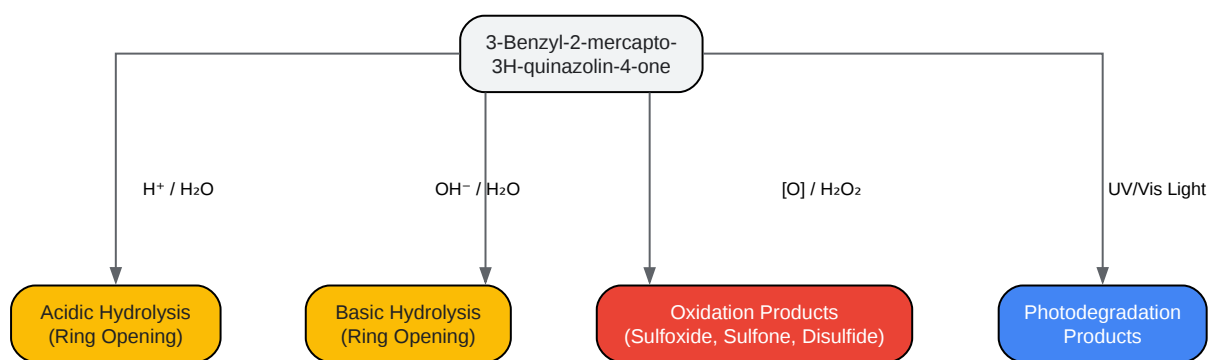 3-Benzyl-2-mercapto-
3H-quinazolin-4-one
H⁺ / H₂O
OH⁻ / H₂O
[O] / H₂O₂
UV/Vis Light
Acidic Hydrolysis
(Ring Opening)
Basic Hydrolysis
(Ring Opening)
Oxidation Products
(Sulfoxide, Sulfone, Disulfide)
Photodegradation
Products